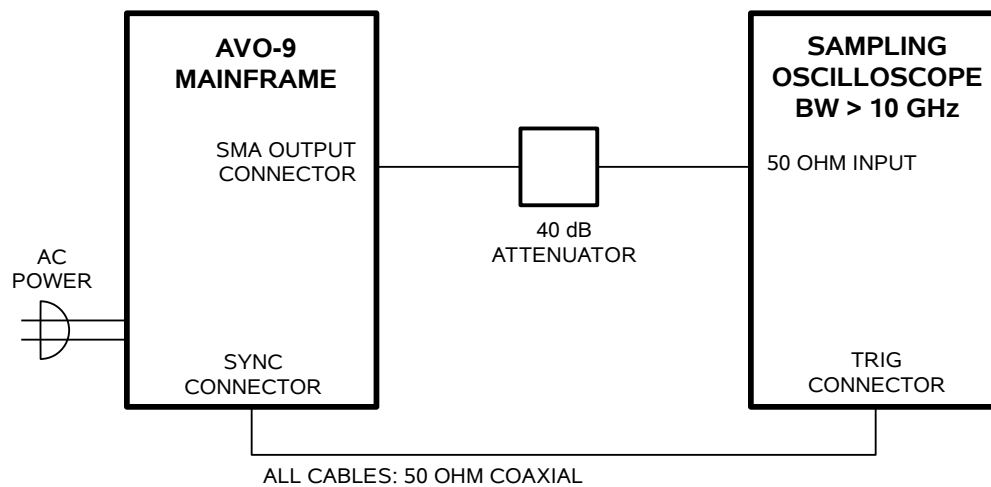 AVO-9
MAINFRAME
SMA OUTPUT
CONNECTOR
AC
POWER
SYNC
CONNECTOR
40 dB
ATTENUATOR
SAMPLING
OSCILLOSCOPE
BW > 10 GHz
50 OHM INPUT
TRIG
CONNECTOR
ALL CABLES: 50 OHM COAXIAL